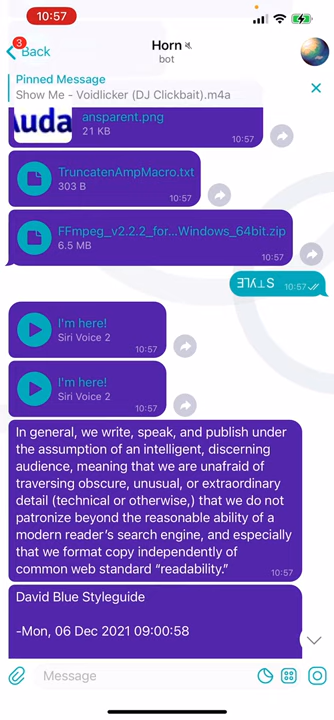 10:57
3
Back
Horn
bot
Pinned Message
Show Me - Voidlicker (DJ Clickbait).m4a
Auda
ansparent.png
21 KB
10:57
TruncatenAmpMacro.txt
303 B
10:57
FFmpeg_v2.2.2_for...Windows_64bit.zip
6.5 MB
10:57
ƎLʎʇS
10:57
I'm here!
Siri Voice 2
10:57
I'm here!
Siri Voice 2
10:57
In general, we write, speak, and publish under
the assumption of an intelligent, discerning
audience, meaning that we are unafraid of
traversing obscure, unusual, or extraordinary
detail (technical or otherwise,) that we do not
patronize beyond the reasonable ability of a
modern reader’s search engine, and especially
that we format copy independently of
common web standard “readability.”
10:57
David Blue Styleguide
-Mon, 06 Dec 2021 09:00:58
Message